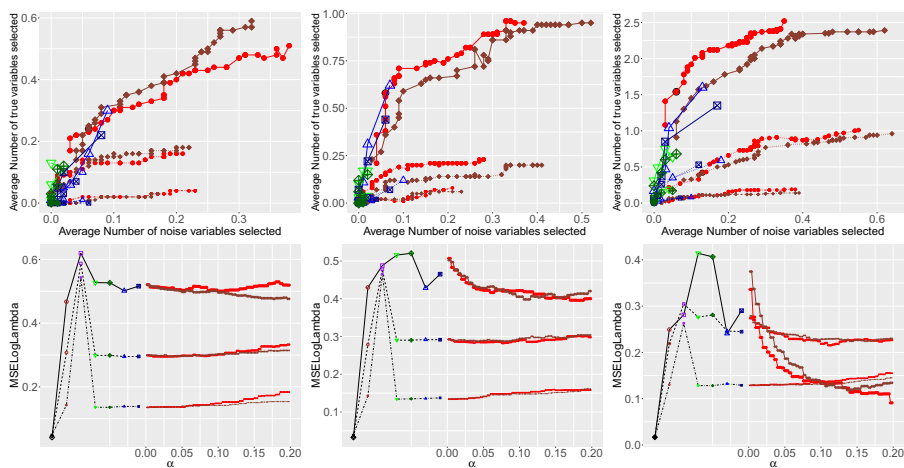 Average Number of true variables selected
0.6
0.4
0.2
0.0
0.0 0.1 0.2 0.3
Average Number of noise variables selected
Average Number of true variables selected
1.00
0.75
0.50
0.25
0.00
0.0 0.1 0.2 0.3 0.4 0.5
Average Number of noise variables selected
Average Number of true variables selected
2.5
2.0
1.5
1.0
0.5
0.0
0.0 0.2 0.4 0.6
Average Number of noise variables selected
MSELogLambda
0.6
0.4
0.2
0.00 0.05 0.10 0.15 0.20
α
MSELogLambda
0.5
0.4
0.3
0.2
0.1
0.00 0.05 0.10 0.15 0.20
α
MSELogLambda
0.4
0.3
0.2
0.1
0.0
0.00 0.05 0.10 0.15 0.20
α